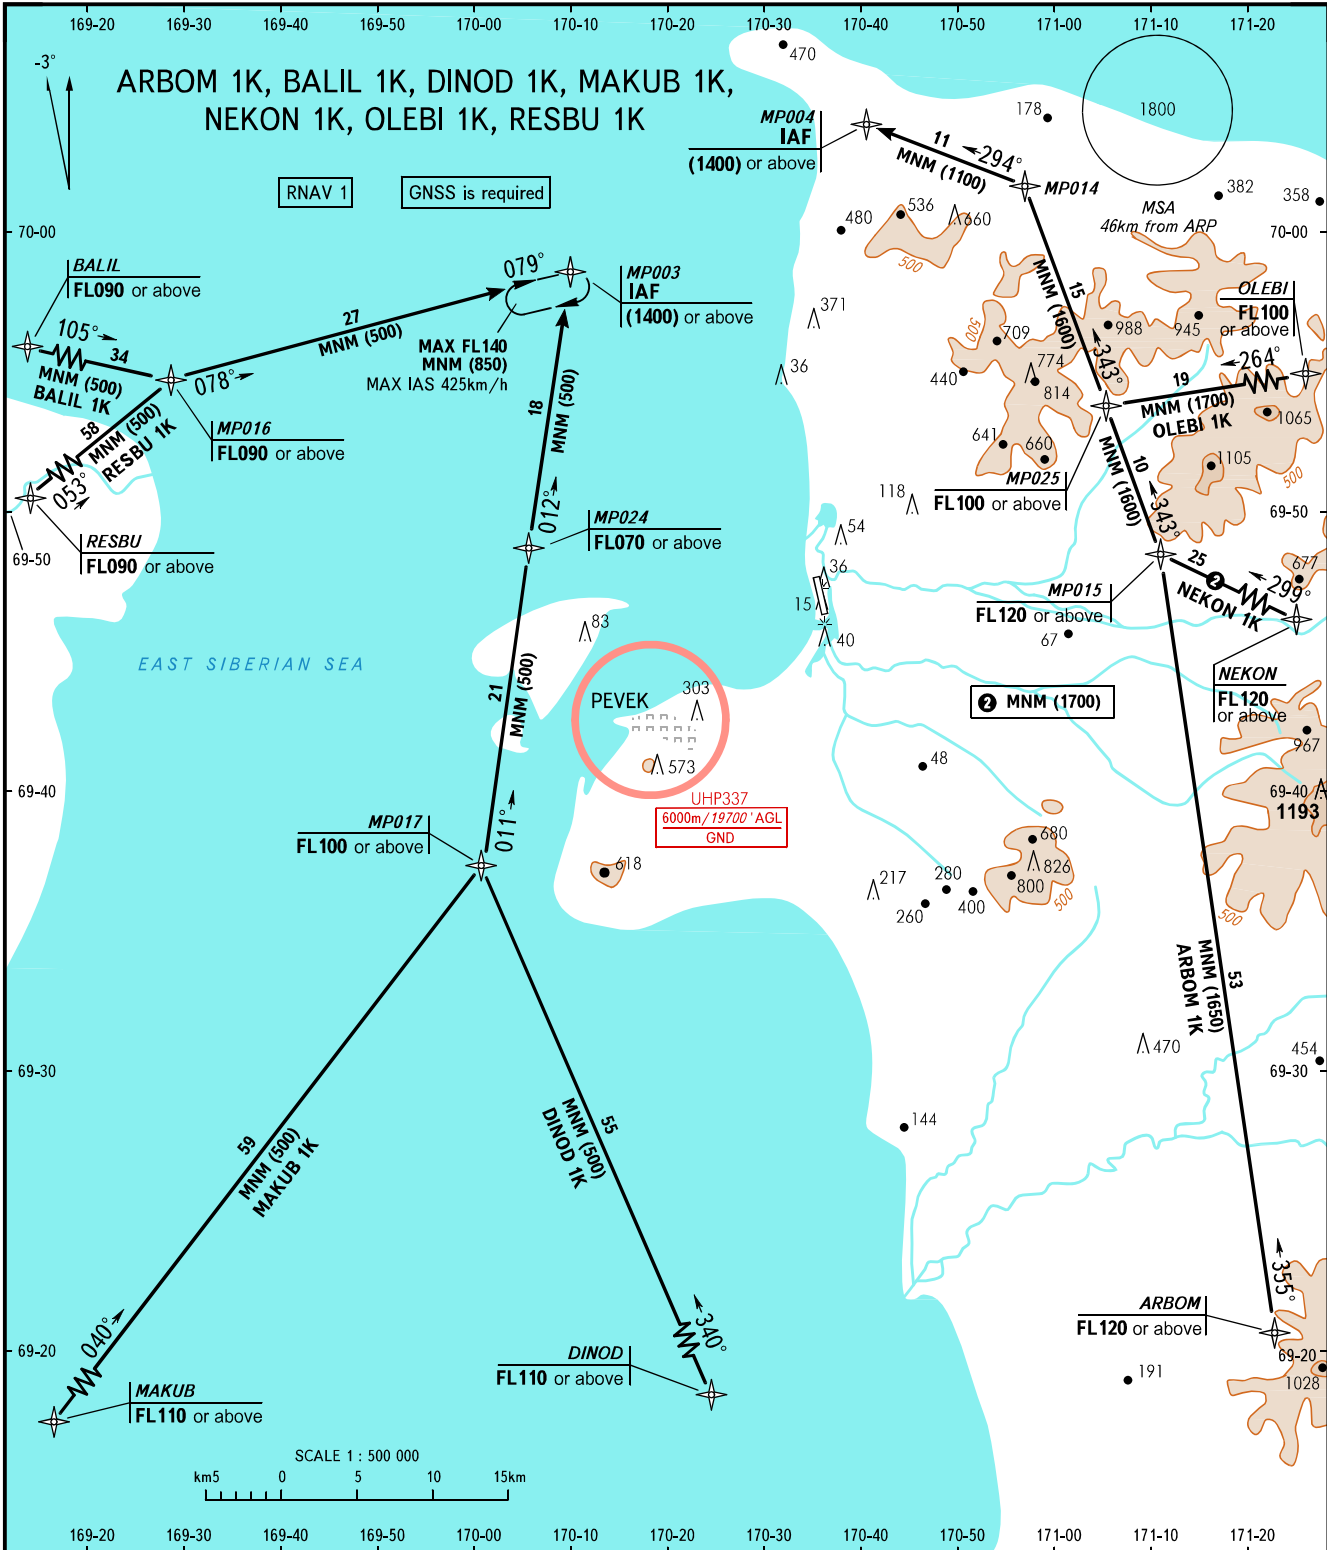 169-20 169-30 169-40 169-50 170-00 170-10 170-20 170-30 170-40 170-50 171-00 171-10 171-20
-3°
ARBOM 1K, BALIL 1K, DINOD 1K, MAKUB 1K,
NEKON 1K, OLEBI 1K, RESBU 1K
RNAV 1
GNSS is required
470
MP004
IAF
(1400) or above
11
MNM (1100)
294°
MP014
178
1800
MSA
46km from ARP
382
358
480
536
660
500
70-00
70-00
BALIL
FL090 or above
105°
34
MNM (500)
BALIL 1K
58
MNM (500)
RESBU 1K
053°
078°
27
MNM (500)
079°
MP003
IAF
(1400) or above
MAX FL140
MNM (850)
MAX IAS 425km/h
MP016
FL090 or above
RESBU
FL090 or above
69-50
69-50
371
36
15
MNM (1600)
343°
500
709
988
945
440
774
814
641
660
OLEBI
FL100
or above
264°
19
MNM (1700)
OLEBI 1K
1065
1105
500
MP025
FL100 or above
10
MNM (1600)
343°
18
MNM (500)
012°
MP024
FL070 or above
118
54
36
15
40
MP015
FL120 or above
67
25
2
299°
NEKON 1K
677
NEKON
FL120
or above
2 MNM (1700)
EAST SIBERIAN SEA
83
21
MNM (500)
PEVEK
303
573
UHP337
6000m/19700'AGL
GND
48
967
69-40
69-40
1193
011°
MP017
FL100 or above
618
680
826
800
280
260
400
217
500
500
53
MNM (1650)
ARBOM 1K
470
454
69-30
69-30
144
59
MNM (500)
MAKUB 1K
55
MNM (500)
DINOD 1K
040°
340°
355°
ARBOM
FL120 or above
69-20
69-20
191
1028
DINOD
FL110 or above
MAKUB
FL110 or above
SCALE 1 : 500 000
km5 0 5 10 15km
169-20 169-30 169-40 169-50 170-00 170-10 170-20 170-30 170-40 170-50 171-00 171-10 171-20